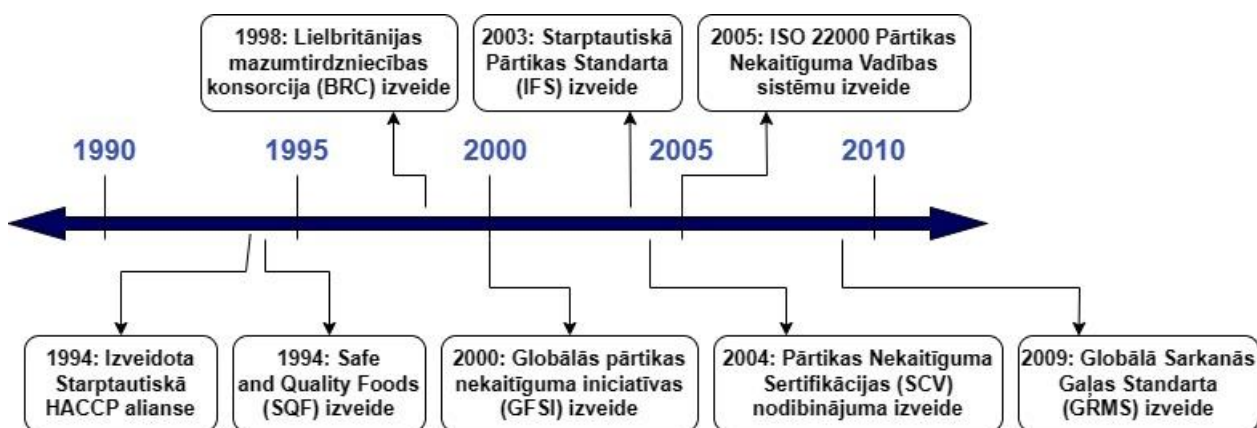 1998: Lielbritānijas
mazumtirdzniecības
konsorcija (BRC) izveide
2003: Starptautiskā
Pārtikas Standarta
(IFS) izveide
2005: ISO 22000 Pārtikas
Nekaitīguma Vadības
sistēmu izveide
1990
1995
2000
2005
2010
1994: Izveidota
Starptautiskā
HACCP alianse
1994: Safe
and Quality Foods
(SQF) izveide
2000: Globālās pārtikas
nekaitīguma iniciatīvas
(GFSI) izveide
2004: Pārtikas Nekaitīguma
Sertifikācijas (SCV)
nodibinājuma izveide
2009: Globālā Sarkanās
Gaļas Standarta
(GRMS) izveide